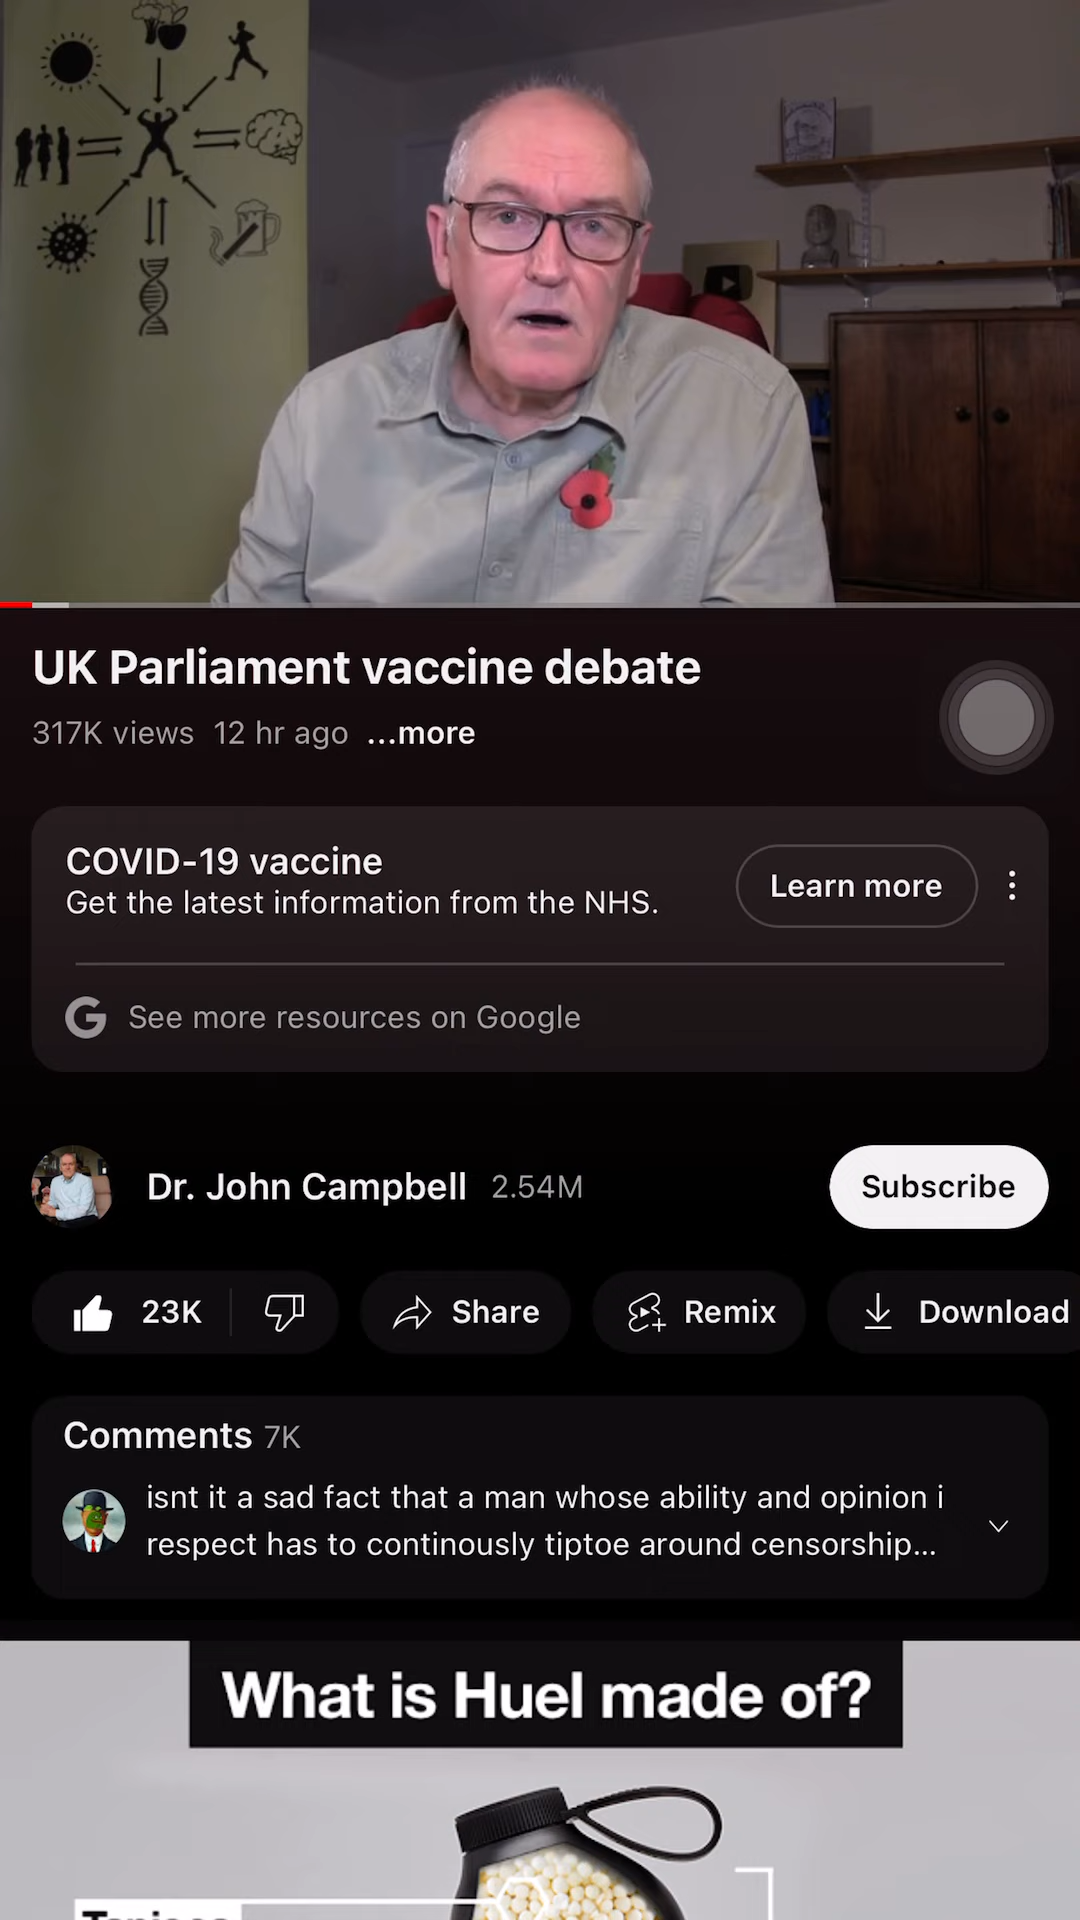 UK Parliament vaccine debate
317K views 12 hr ago ...more
COVID-19 vaccine
Get the latest information from the NHS.
Learn more
See more resources on Google
Dr. John Campbell 2.54M
Subscribe
23K
Share
Remix
Download
Comments 7K
isnt it a sad fact that a man whose ability and opinion i
respect has to continously tiptoe around censorship...
What is Huel made of?